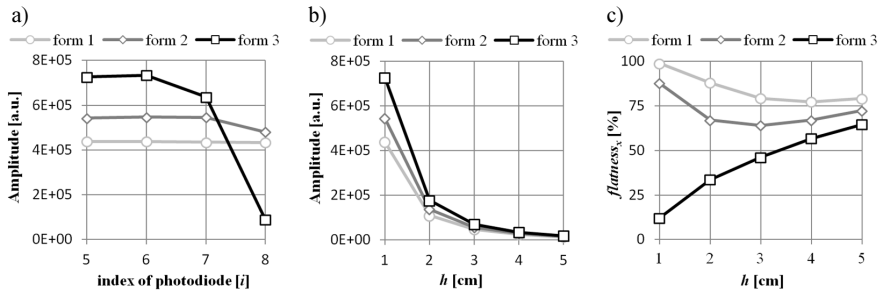 a)
form 1 form 2 form 3
8E+05
6E+05
4E+05
2E+05
0E+00
Amplitude [a.u.]
5 6 7 8
index of photodiode [i]
b)
form 1 form 2 form 3
8E+05
6E+05
4E+05
2E+05
0E+00
Amplitude [a.u.]
1 2 3 4 5
h [cm]
c)
form 1 form 2 form 3
100
75
50
25
0
flatnessx [%]
1 2 3 4 5
h [cm]